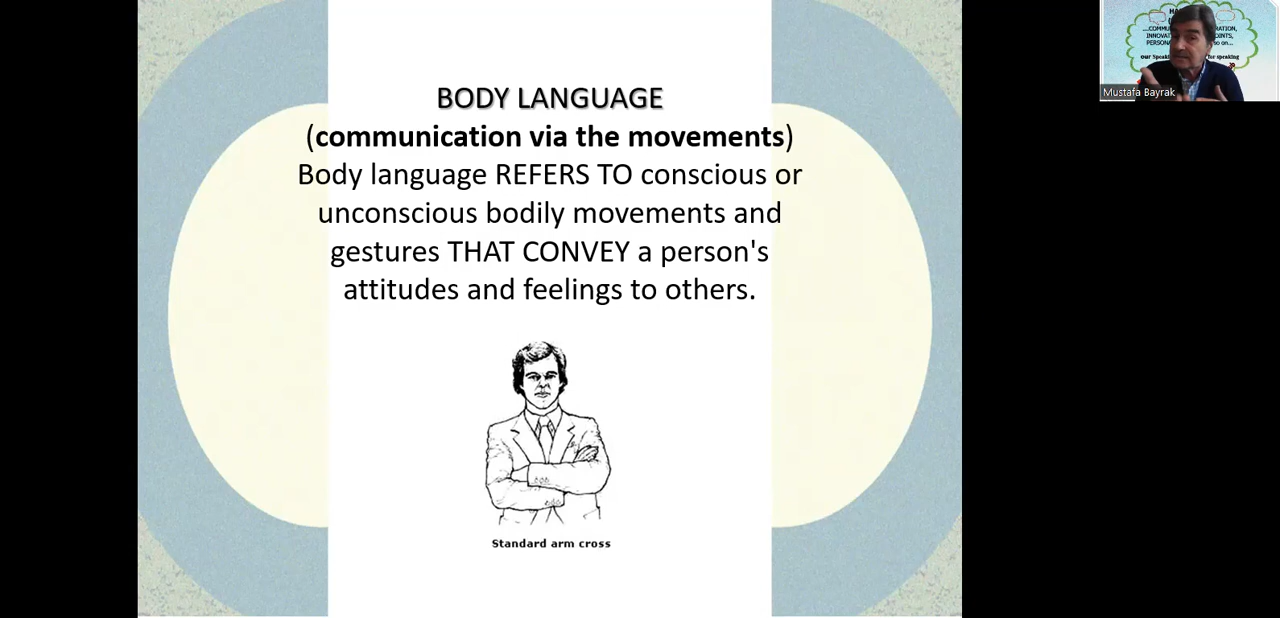 BODY LANGUAGE
(communication via the movements)
Body language REFERS TO conscious or
unconscious bodily movements and
gestures THAT CONVEY a person's
attitudes and feelings to others.
Standard arm cross
Mustafa Bayrak